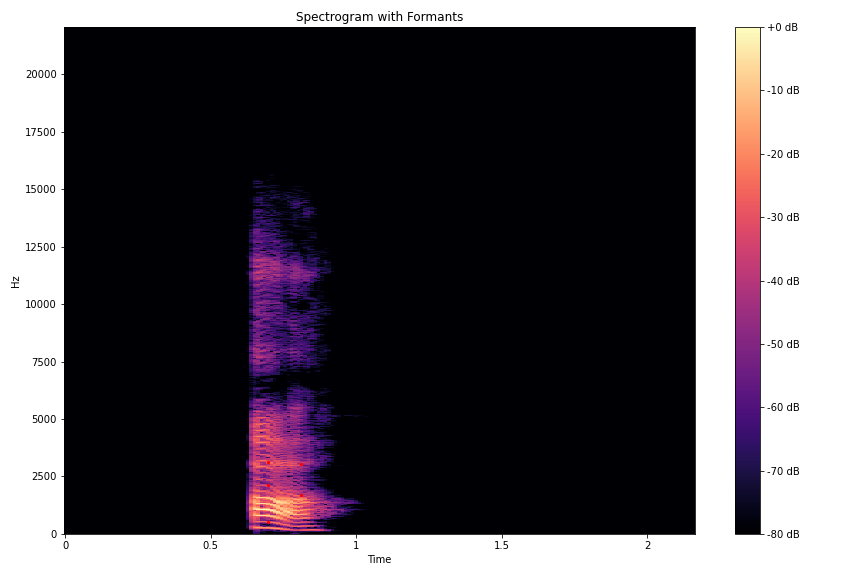 Spectrogram with Formants
Hz
20000
17500
15000
12500
10000
7500
5000
2500
0
0
0.5
1
1.5
2
Time
+0 dB
-10 dB
-20 dB
-30 dB
-40 dB
-50 dB
-60 dB
-70 dB
-80 dB